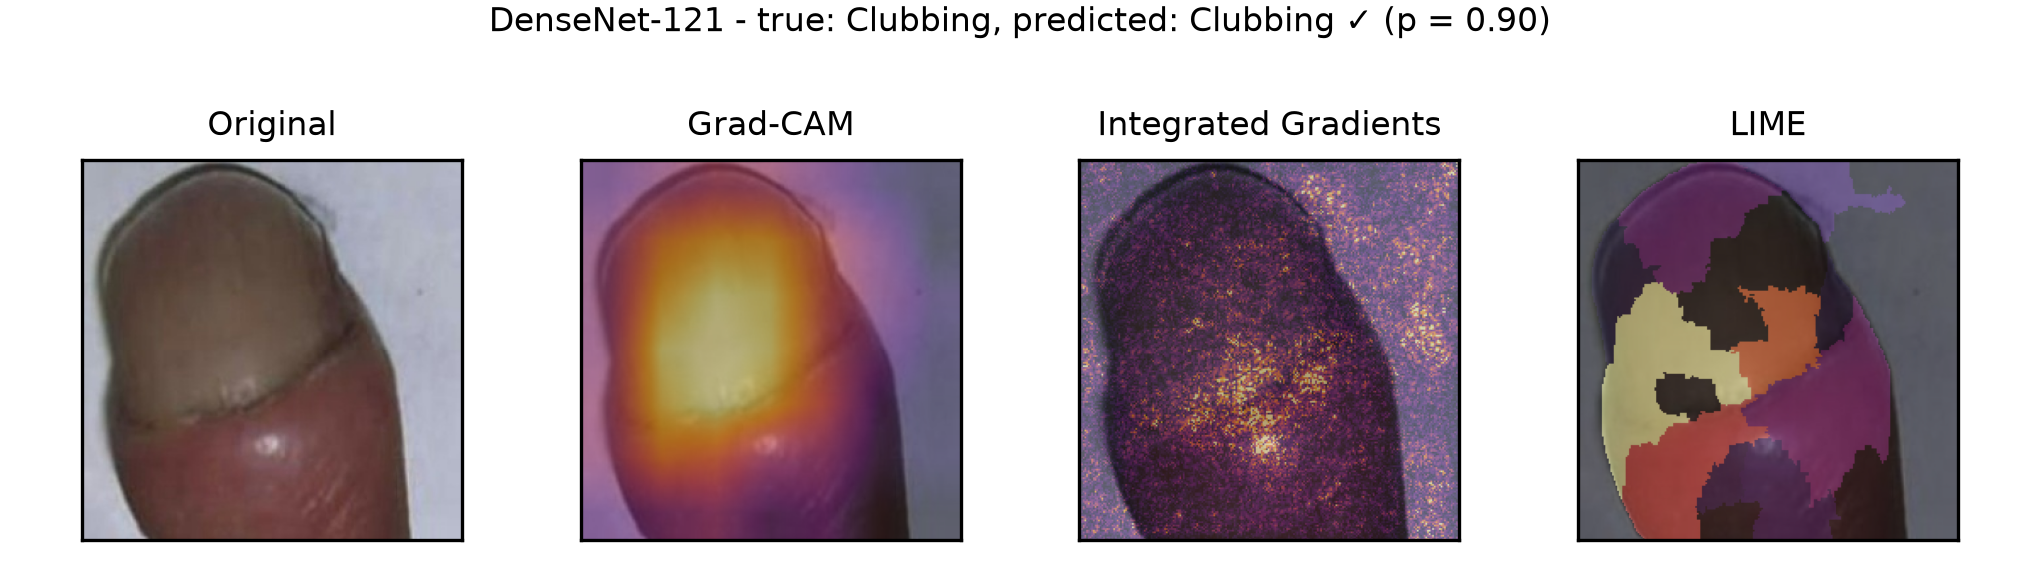 DenseNet-121 - true: Clubbing, predicted: Clubbing ✓ (p = 0.90)
Original
Grad-CAM
Integrated Gradients
LIME